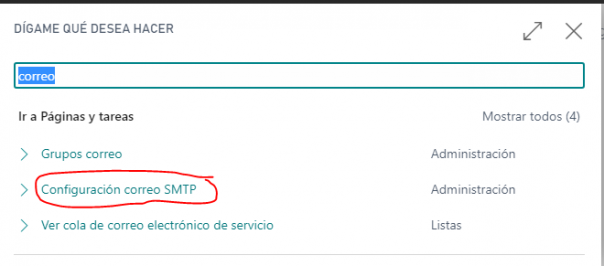 DÍGAME QUÉ DESEA HACER
correo
Ir a Páginas y tareas Mostrar todos (4)
Grupos correo Administración
Configuración correo SMTP Administración
Ver cola de correo electrónico de servicio Listas